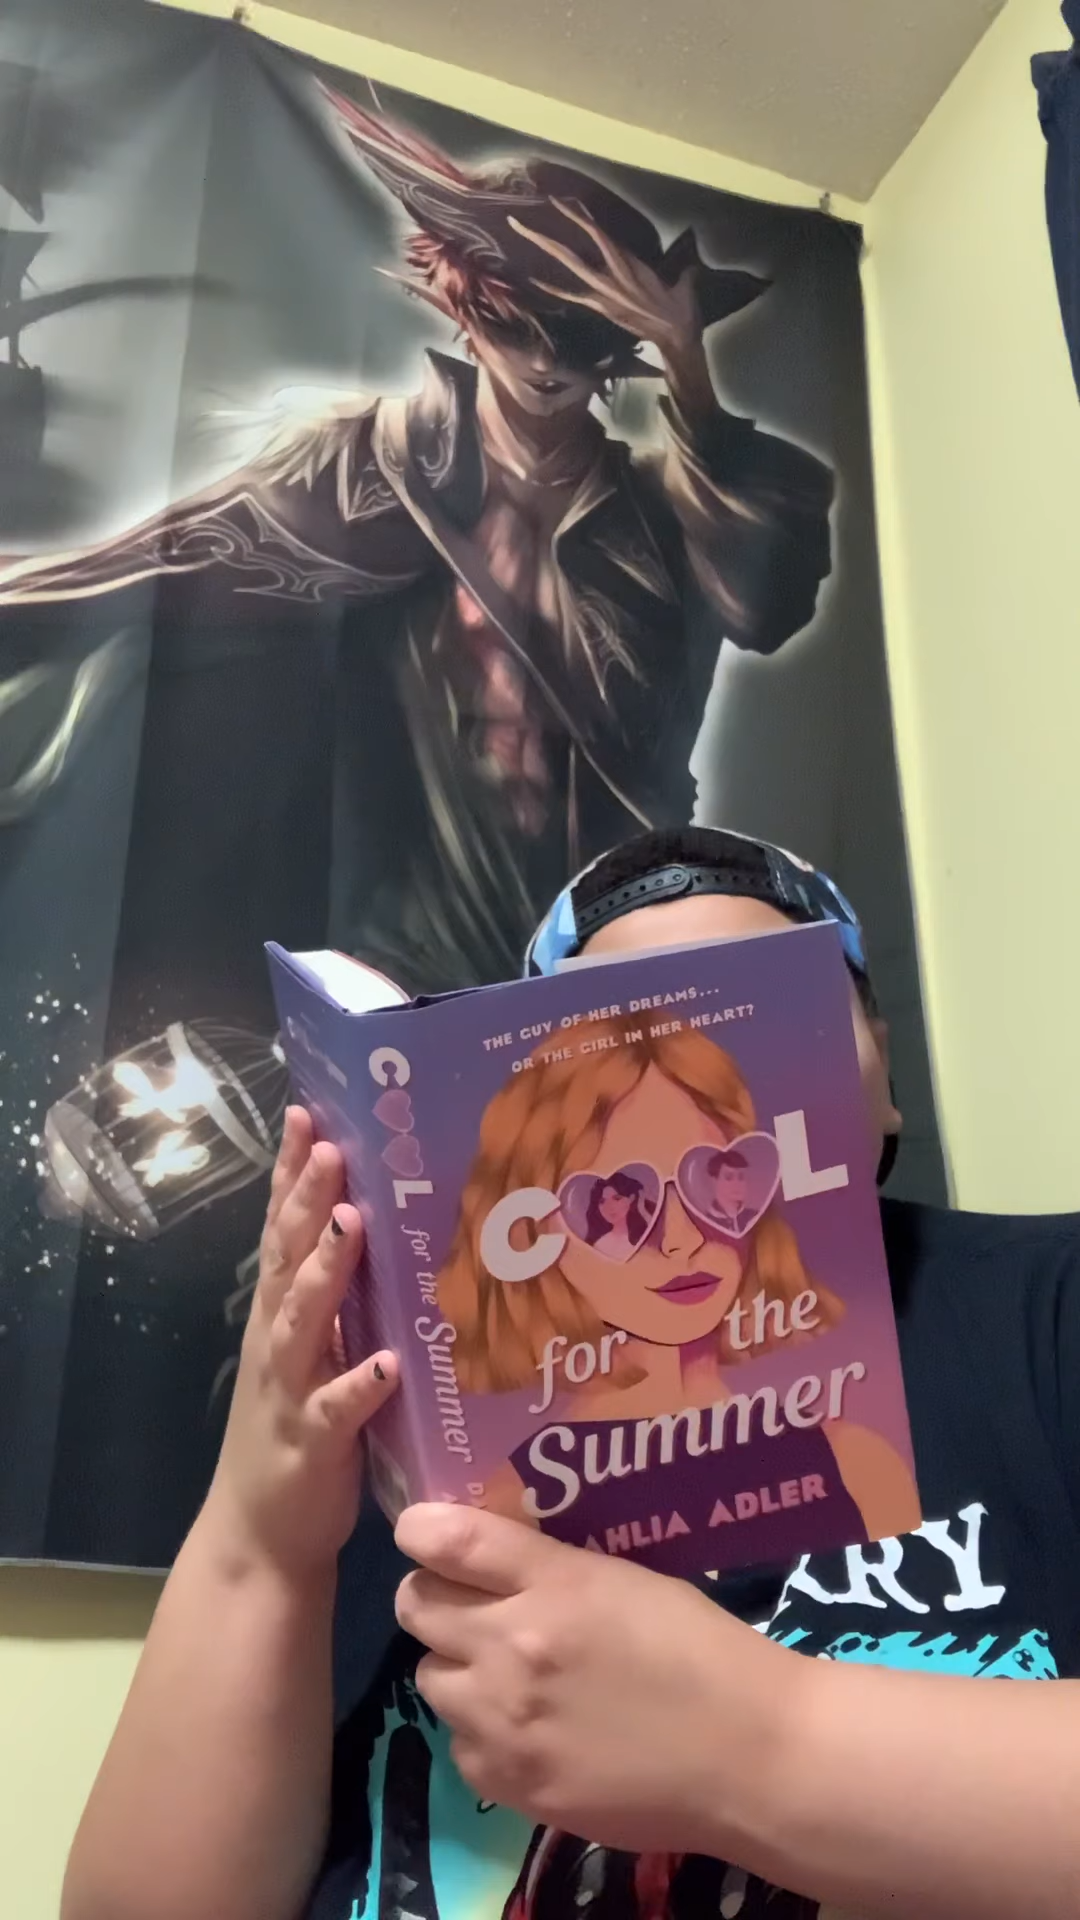 THE GUY OF HER DREAMS...
OR THE GIRL IN HER HEART?
COOL
for the
Summer
DAHLIA ADLER
COOL for the Summer
ARY